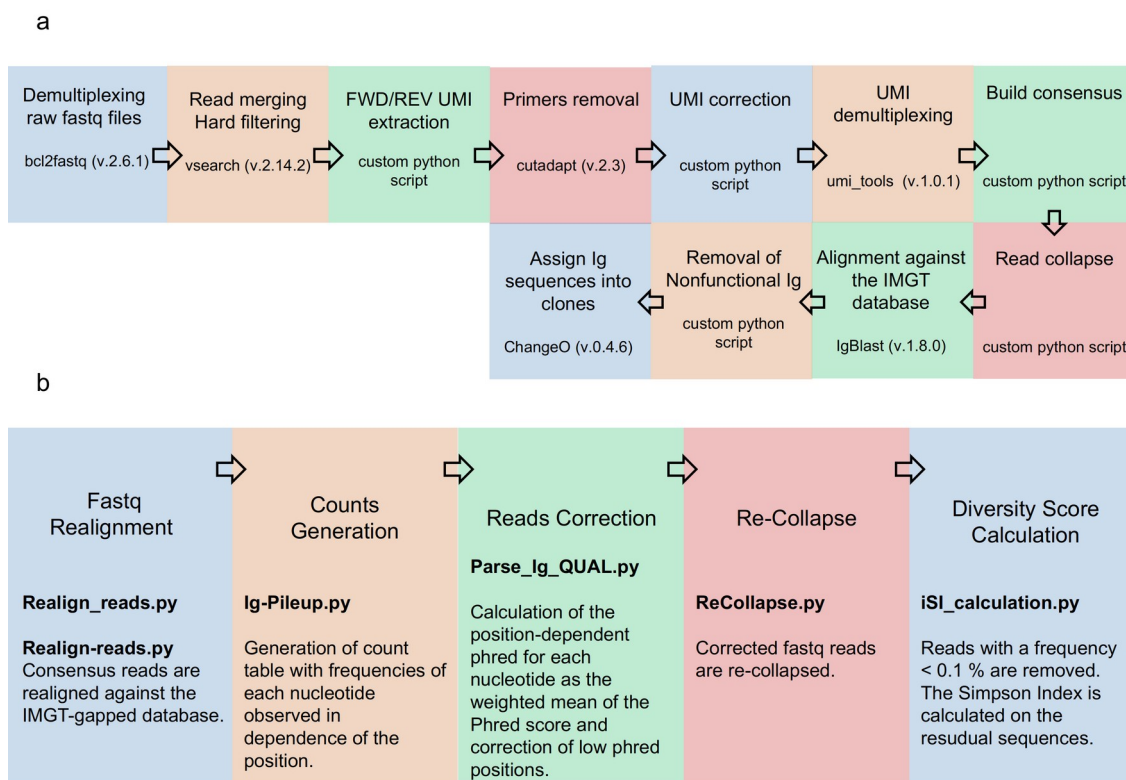 a
Demultiplexing
raw fastq files
bcl2fastq (v.2.6.1)
Read merging
Hard filtering
vsearch (v.2.14.2)
FWD/REV UMI
extraction
custom python
script
Primers removal
cutadapt (v.2.3)
UMI correction
custom python
script
UMI
demultiplexing
umi_tools (v.1.0.1)
Build consensus
custom python script
Read collapse
custom python script
Alignment against
the IMGT
database
IgBlast (v.1.8.0)
Removal of
Nonfunctional Ig
custom python
script
Assign Ig
sequences into
clones
ChangeO (v.0.4.6)
b
Fastq
Realignment
Realign_reads.py
Realign-reads.py
Consensus reads are
realigned against the
IMGT-gapped database.
Counts
Generation
Ig-Pileup.py
Generation of count
table with frequencies of
each nucleotide
observed in
dependence of the
position.
Reads Correction
Parse_Ig_QUAL.py
Calculation of the
position-dependent
phred for each
nucleotide as the
weighted mean of the
Phred score and
correction of low phred
positions.
Re-Collapse
ReCollapse.py
Corrected fastq reads
are re-collapsed.
Diversity Score
Calculation
iSI_calculation.py
Reads with a frequency
< 0.1 % are removed.
The Simpson Index is
calculated on the
resudual sequences.